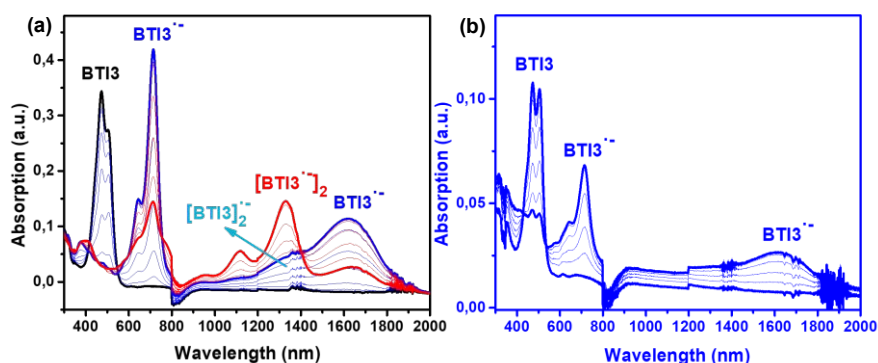 (a)
BTI3
BTI3˙⁻
[BTI3]₂˙⁻
[BTI3˙⁻]₂
BTI3˙⁻
Absorption (a.u.)
0,4
0,3
0,2
0,1
0,0
400 600 800 1000 1200 1400 1600 1800 2000
Wavelength (nm)
(b)
BTI3
BTI3˙⁻
BTI3˙⁻
Absorption (a.u.)
0,10
0,05
0,00
400 600 800 1000 1200 1400 1600 1800 2000
Wavelength (nm)